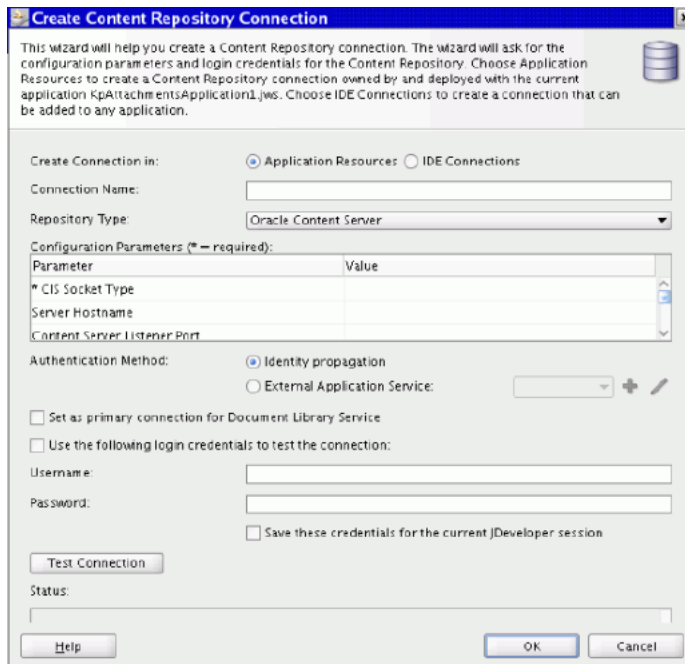 Create Content Repository Connection
This wizard will help you create a Content Repository connection. The wizard will ask for the
configuration parameters and login credentials for the Content Repository. Choose Application
Resources to create a Content Repository connection owned by and deployed with the current
application KpAttachmentsApplication1.jws. Choose IDE Connections to create a connection that can
be added to any application.
Create Connection in: Application Resources IDE Connections
Connection Name:
Repository Type: Oracle Content Server
Configuration Parameters (* – required):
Parameter Value
* CIS Socket Type
Server Hostname
Content Server Listener Port
Authentication Method: Identity propagation
External Application Service:
Set as primary connection for Document Library Service
Use the following login credentials to test the connection:
Username:
Password:
Save these credentials for the current JDeveloper session
Test Connection
Status:
Help OK Cancel